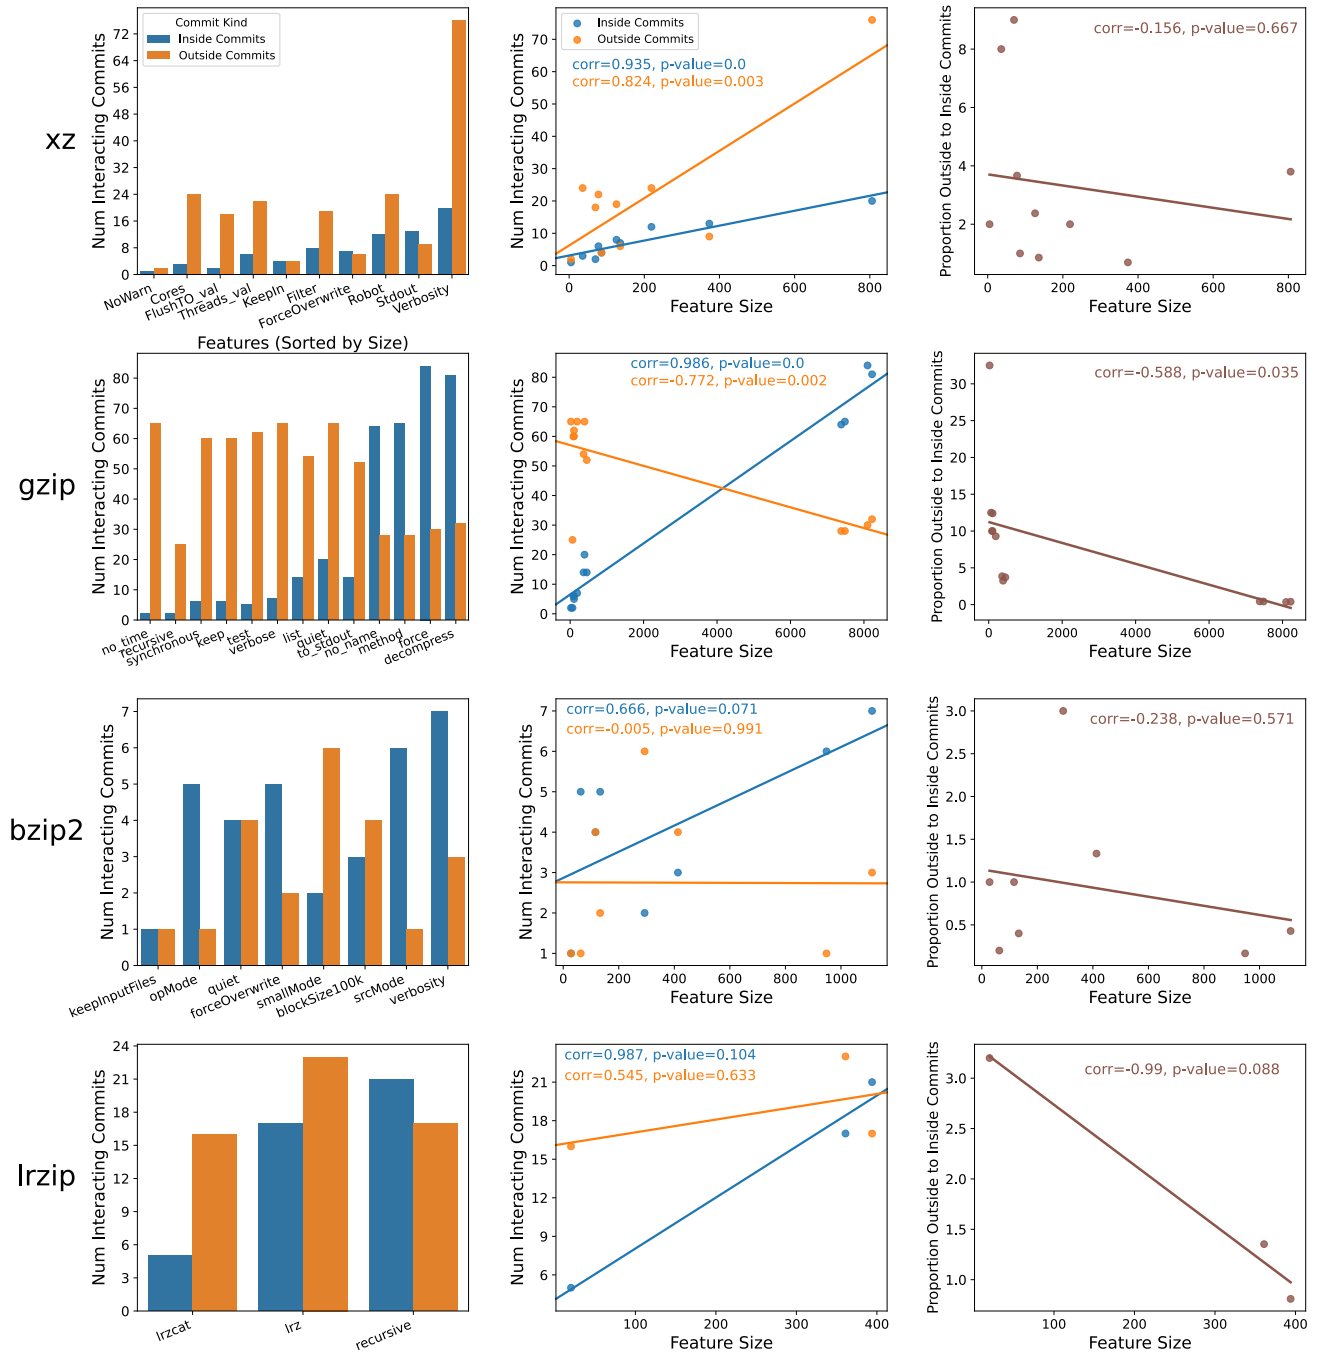 xz
Num Interacting Commits
72
64
56
48
40
32
24
16
8
0
Commit Kind
Inside Commits
Outside Commits
NoWarn
Cores
FlushTO_val
Threads_val
KeepIn
Filter
ForceOverwrite
Robot
Stdout
Verbosity
Features (Sorted by Size)
Num Interacting Commits
70
60
50
40
30
20
10
0
Inside Commits
Outside Commits
corr=0.935, p-value=0.0
corr=0.824, p-value=0.003
0 200 400 600 800
Feature Size
Proportion Outside to Inside Commits
8
6
4
2
corr=-0.156, p-value=0.667
0 200 400 600 800
Feature Size
gzip
Num Interacting Commits
80
70
60
50
40
30
20
10
0
no_time
recursive
synchronous
keep
test
verbose
list
quiet
to_stdout
no_name
method
force
decompress
Num Interacting Commits
80
70
60
50
40
30
20
10
0
corr=0.986, p-value=0.0
corr=-0.772, p-value=0.002
0 2000 4000 6000 8000
Feature Size
Proportion Outside to Inside Commits
30
25
20
15
10
5
0
corr=-0.588, p-value=0.035
0 2000 4000 6000 8000
Feature Size
bzip2
Num Interacting Commits
7
6
5
4
3
2
1
0
keepInputFiles
opMode
quiet
forceOverwrite
smallMode
blockSize100k
srcMode
verbosity
Num Interacting Commits
7
6
5
4
3
2
1
corr=0.666, p-value=0.071
corr=-0.005, p-value=0.991
0 200 400 600 800 1000
Feature Size
Proportion Outside to Inside Commits
3.0
2.5
2.0
1.5
1.0
0.5
corr=-0.238, p-value=0.571
0 200 400 600 800 1000
Feature Size
lrzip
Num Interacting Commits
24
21
18
15
12
9
6
3
0
lrzcat
lrz
recursive
Num Interacting Commits
21
18
15
12
9
6
corr=0.987, p-value=0.104
corr=0.545, p-value=0.633
100 200 300 400
Feature Size
Proportion Outside to Inside Commits
3.0
2.5
2.0
1.5
1.0
corr=-0.99, p-value=0.088
100 200 300 400
Feature Size